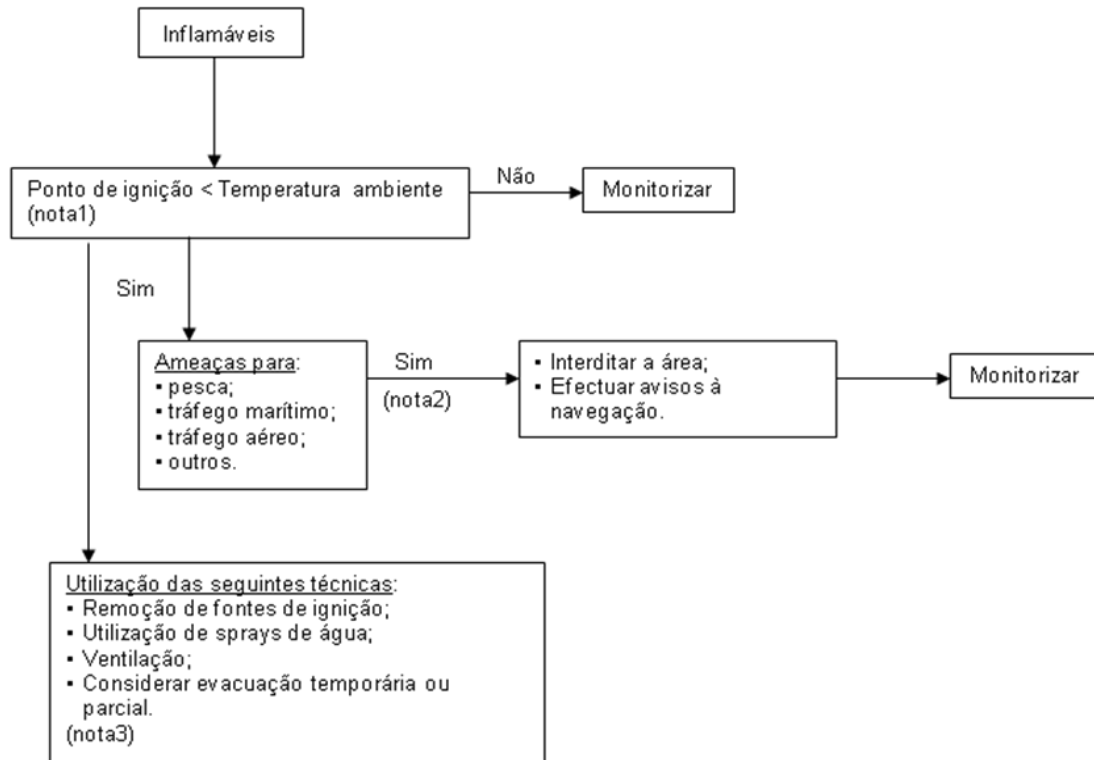 Inflamáveis
Ponto de ignição < Temperatura ambiente
(nota1)
Não
Monitorizar
Sim
Ameaças para:
▪ pesca;
▪ tráfego marítimo;
▪ tráfego aéreo;
▪ outros.
Sim
(nota2)
▪ Interditar a área;
▪ Efectuar avisos à
navegação.
Monitorizar
Utilização das seguintes técnicas:
▪ Remoção de fontes de ignição;
▪ Utilização de sprays de água;
▪ Ventilação;
▪ Considerar evacuação temporária ou
parcial.
(nota3)